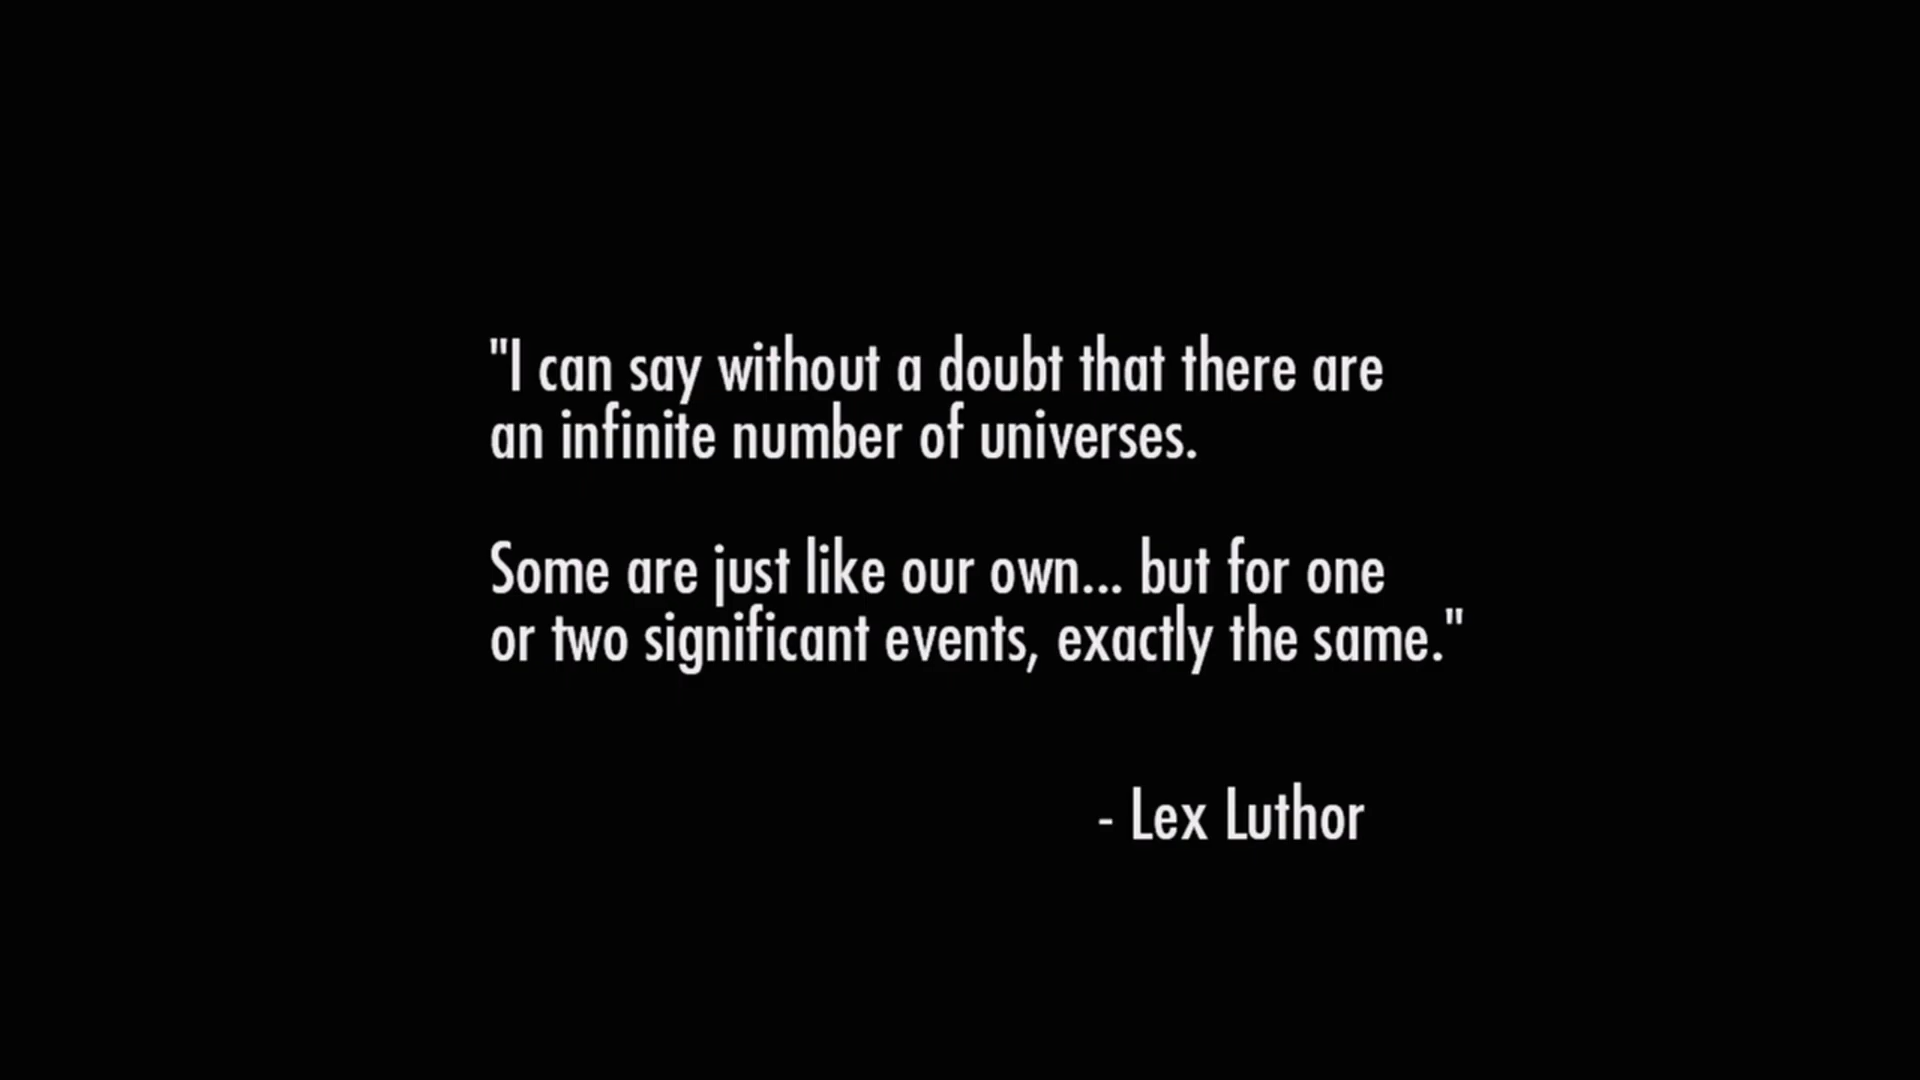 "I can say without a doubt that there are
an infinite number of universes.
Some are just like our own... but for one
or two significant events, exactly the same."
- Lex Luthor